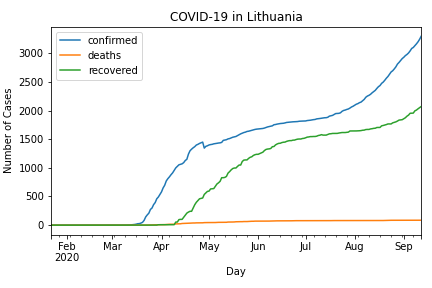 COVID-19 in Lithuania
confirmed
deaths
recovered
Number of Cases
3000
2500
2000
1500
1000
500
0
Feb Mar Apr May Jun Jul Aug Sep
2020
Day